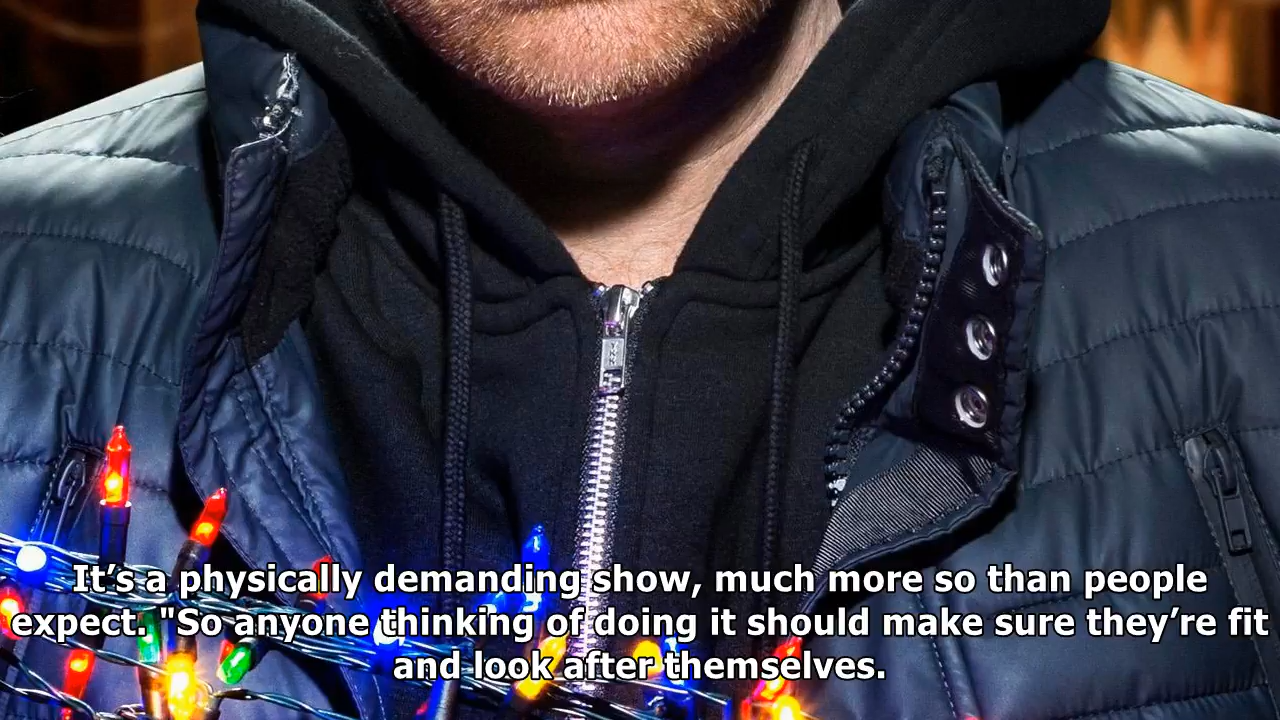 It’s a physically demanding show, much more so than people
expect. "So anyone thinking of doing it should make sure they’re fit
and look after themselves.